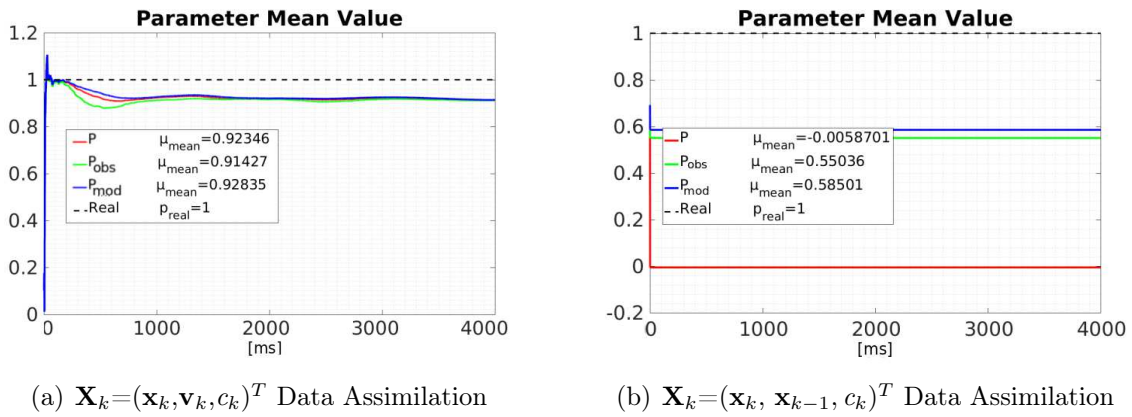 Parameter Mean Value
1.2
1
0.8
0.6
0.4
0.2
0
P μmean=0.92346
Pobs μmean=0.91427
Pmod μmean=0.92835
Real preal=1
0 1000 2000 3000 4000
[ms]
(a) Xk=(xk,vk,ck)T Data Assimilation
Parameter Mean Value
1
0.8
0.6
0.4
0.2
0
-0.2
P μmean=-0.0058701
Pobs μmean=0.55036
Pmod μmean=0.58501
Real preal=1
0 1000 2000 3000 4000
[ms]
(b) Xk=(xk, xk−1, ck)T Data Assimilation